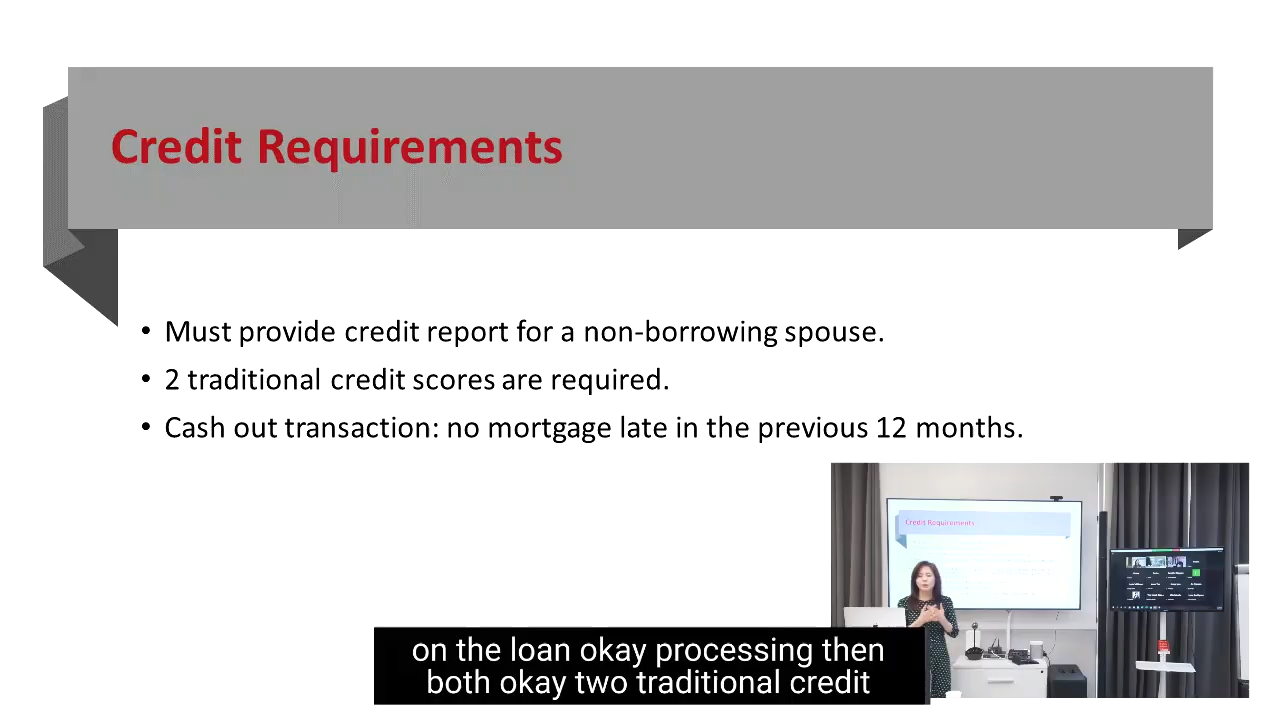 Credit Requirements
• Must provide credit report for a non-borrowing spouse.
• 2 traditional credit scores are required.
• Cash out transaction: no mortgage late in the previous 12 months.
Credit Requirements
on the loan okay processing then
both okay two traditional credit